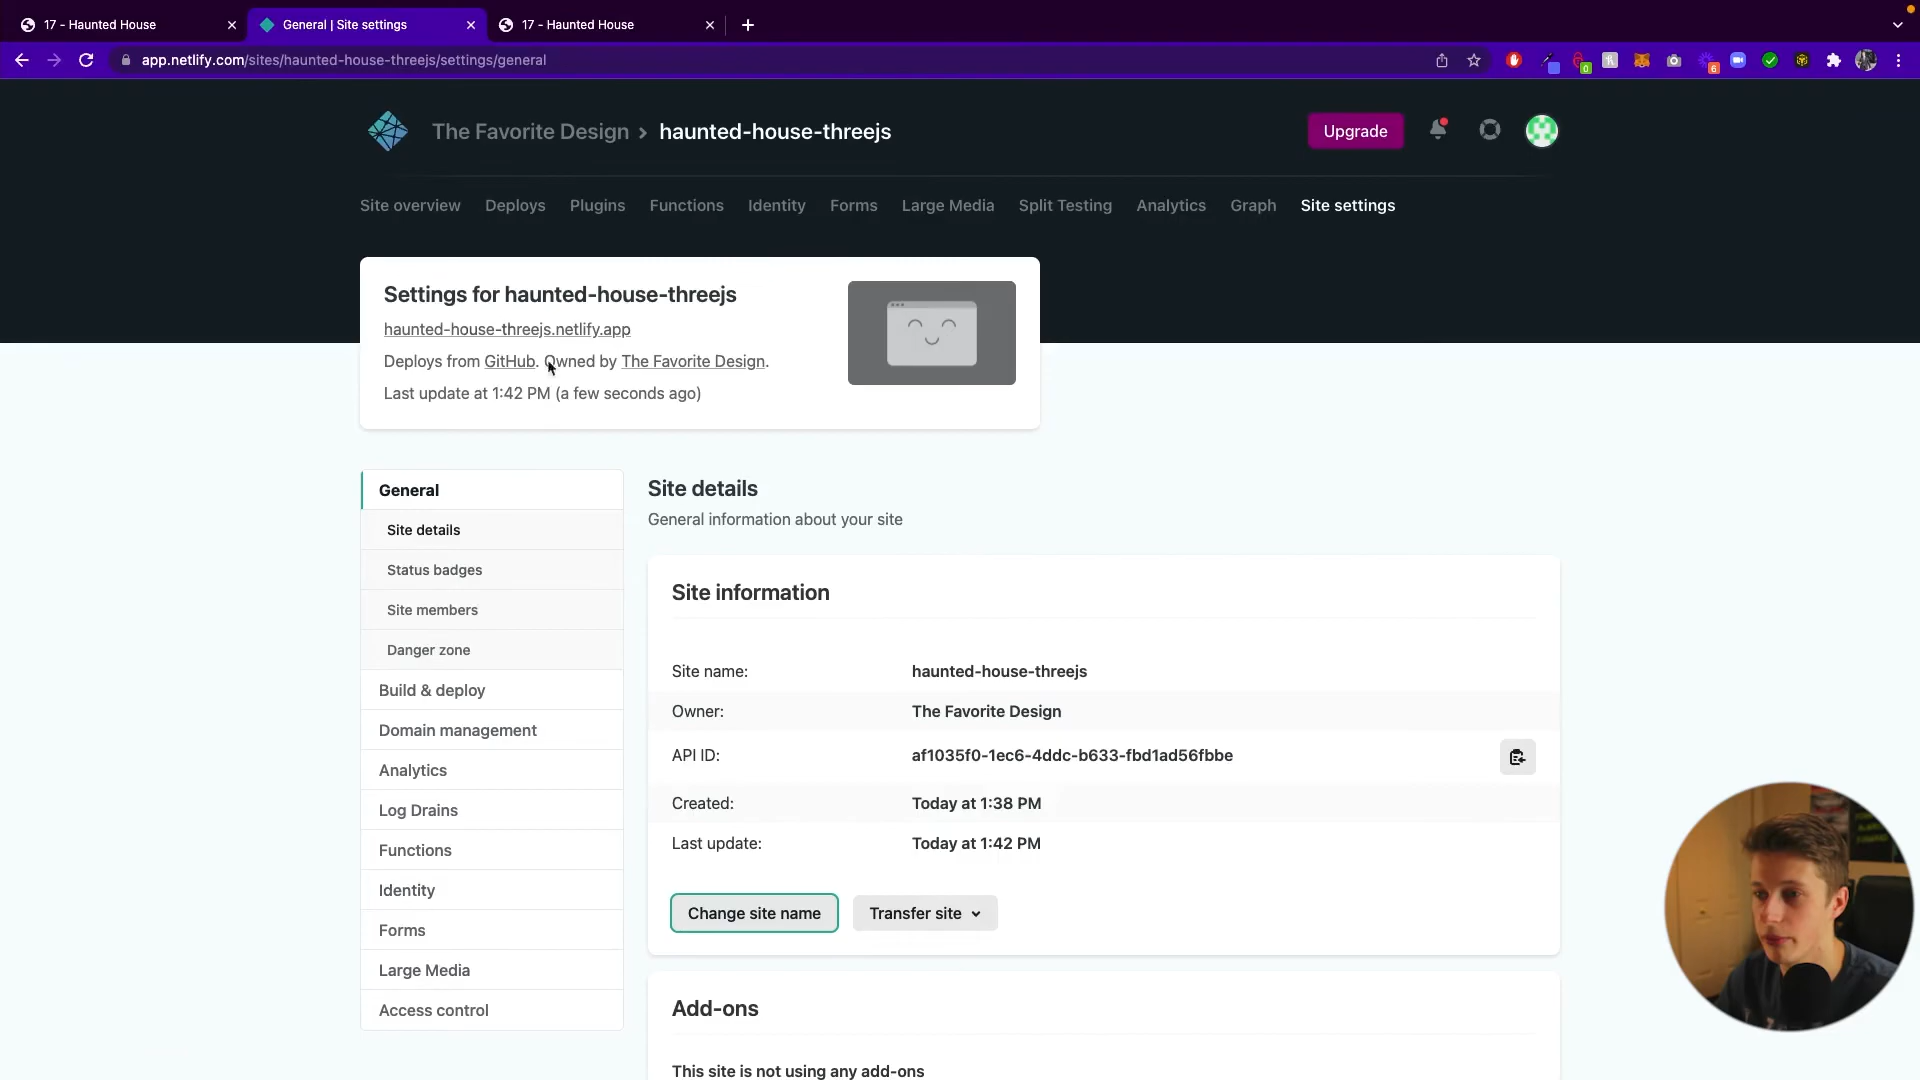 17 - Haunted House
General | Site settings
17 - Haunted House
app.netlify.com/sites/haunted-house-threejs/settings/general
0
6
The Favorite Design > haunted-house-threejs
Upgrade
Site overview
Deploys
Plugins
Functions
Identity
Forms
Large Media
Split Testing
Analytics
Graph
Site settings
Settings for haunted-house-threejs
haunted-house-threejs.netlify.app
Deploys from GitHub. Owned by The Favorite Design.
Last update at 1:42 PM (a few seconds ago)
General
Site details
Status badges
Site members
Danger zone
Build & deploy
Domain management
Analytics
Log Drains
Functions
Identity
Forms
Large Media
Access control
Site details
General information about your site
Site information
Site name: haunted-house-threejs
Owner: The Favorite Design
API ID: af1035f0-1ec6-4ddc-b633-fbd1ad56fbbe
Created: Today at 1:38 PM
Last update: Today at 1:42 PM
Change site name
Transfer site
Add-ons
This site is not using any add-ons